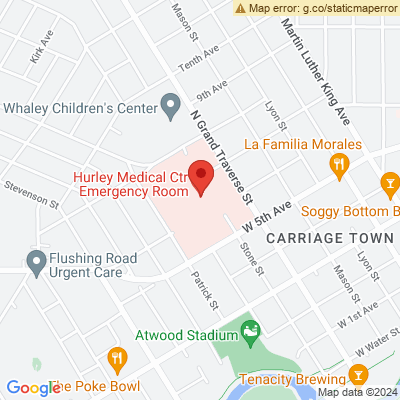 Map error: g.co/staticmaperror
Kirk Ave
Mason St
Tenth Ave
Martin Luther King Ave
9th Ave
Whaley Children's Center
Lyon St
N Grand Traverse St
La Familia Morales
Hurley Medical Ctr
Emergency Room
Stevenson St
W 5th Ave
Soggy Bottom B
CARRIAGE TOWN
Flushing Road
Urgent Care
Stone St
Lyon St
Mason St
Patrick St
W 1st Ave
Atwood Stadium
W Water St
The Poke Bowl
Tenacity Brewing
Google
Map data ©2024